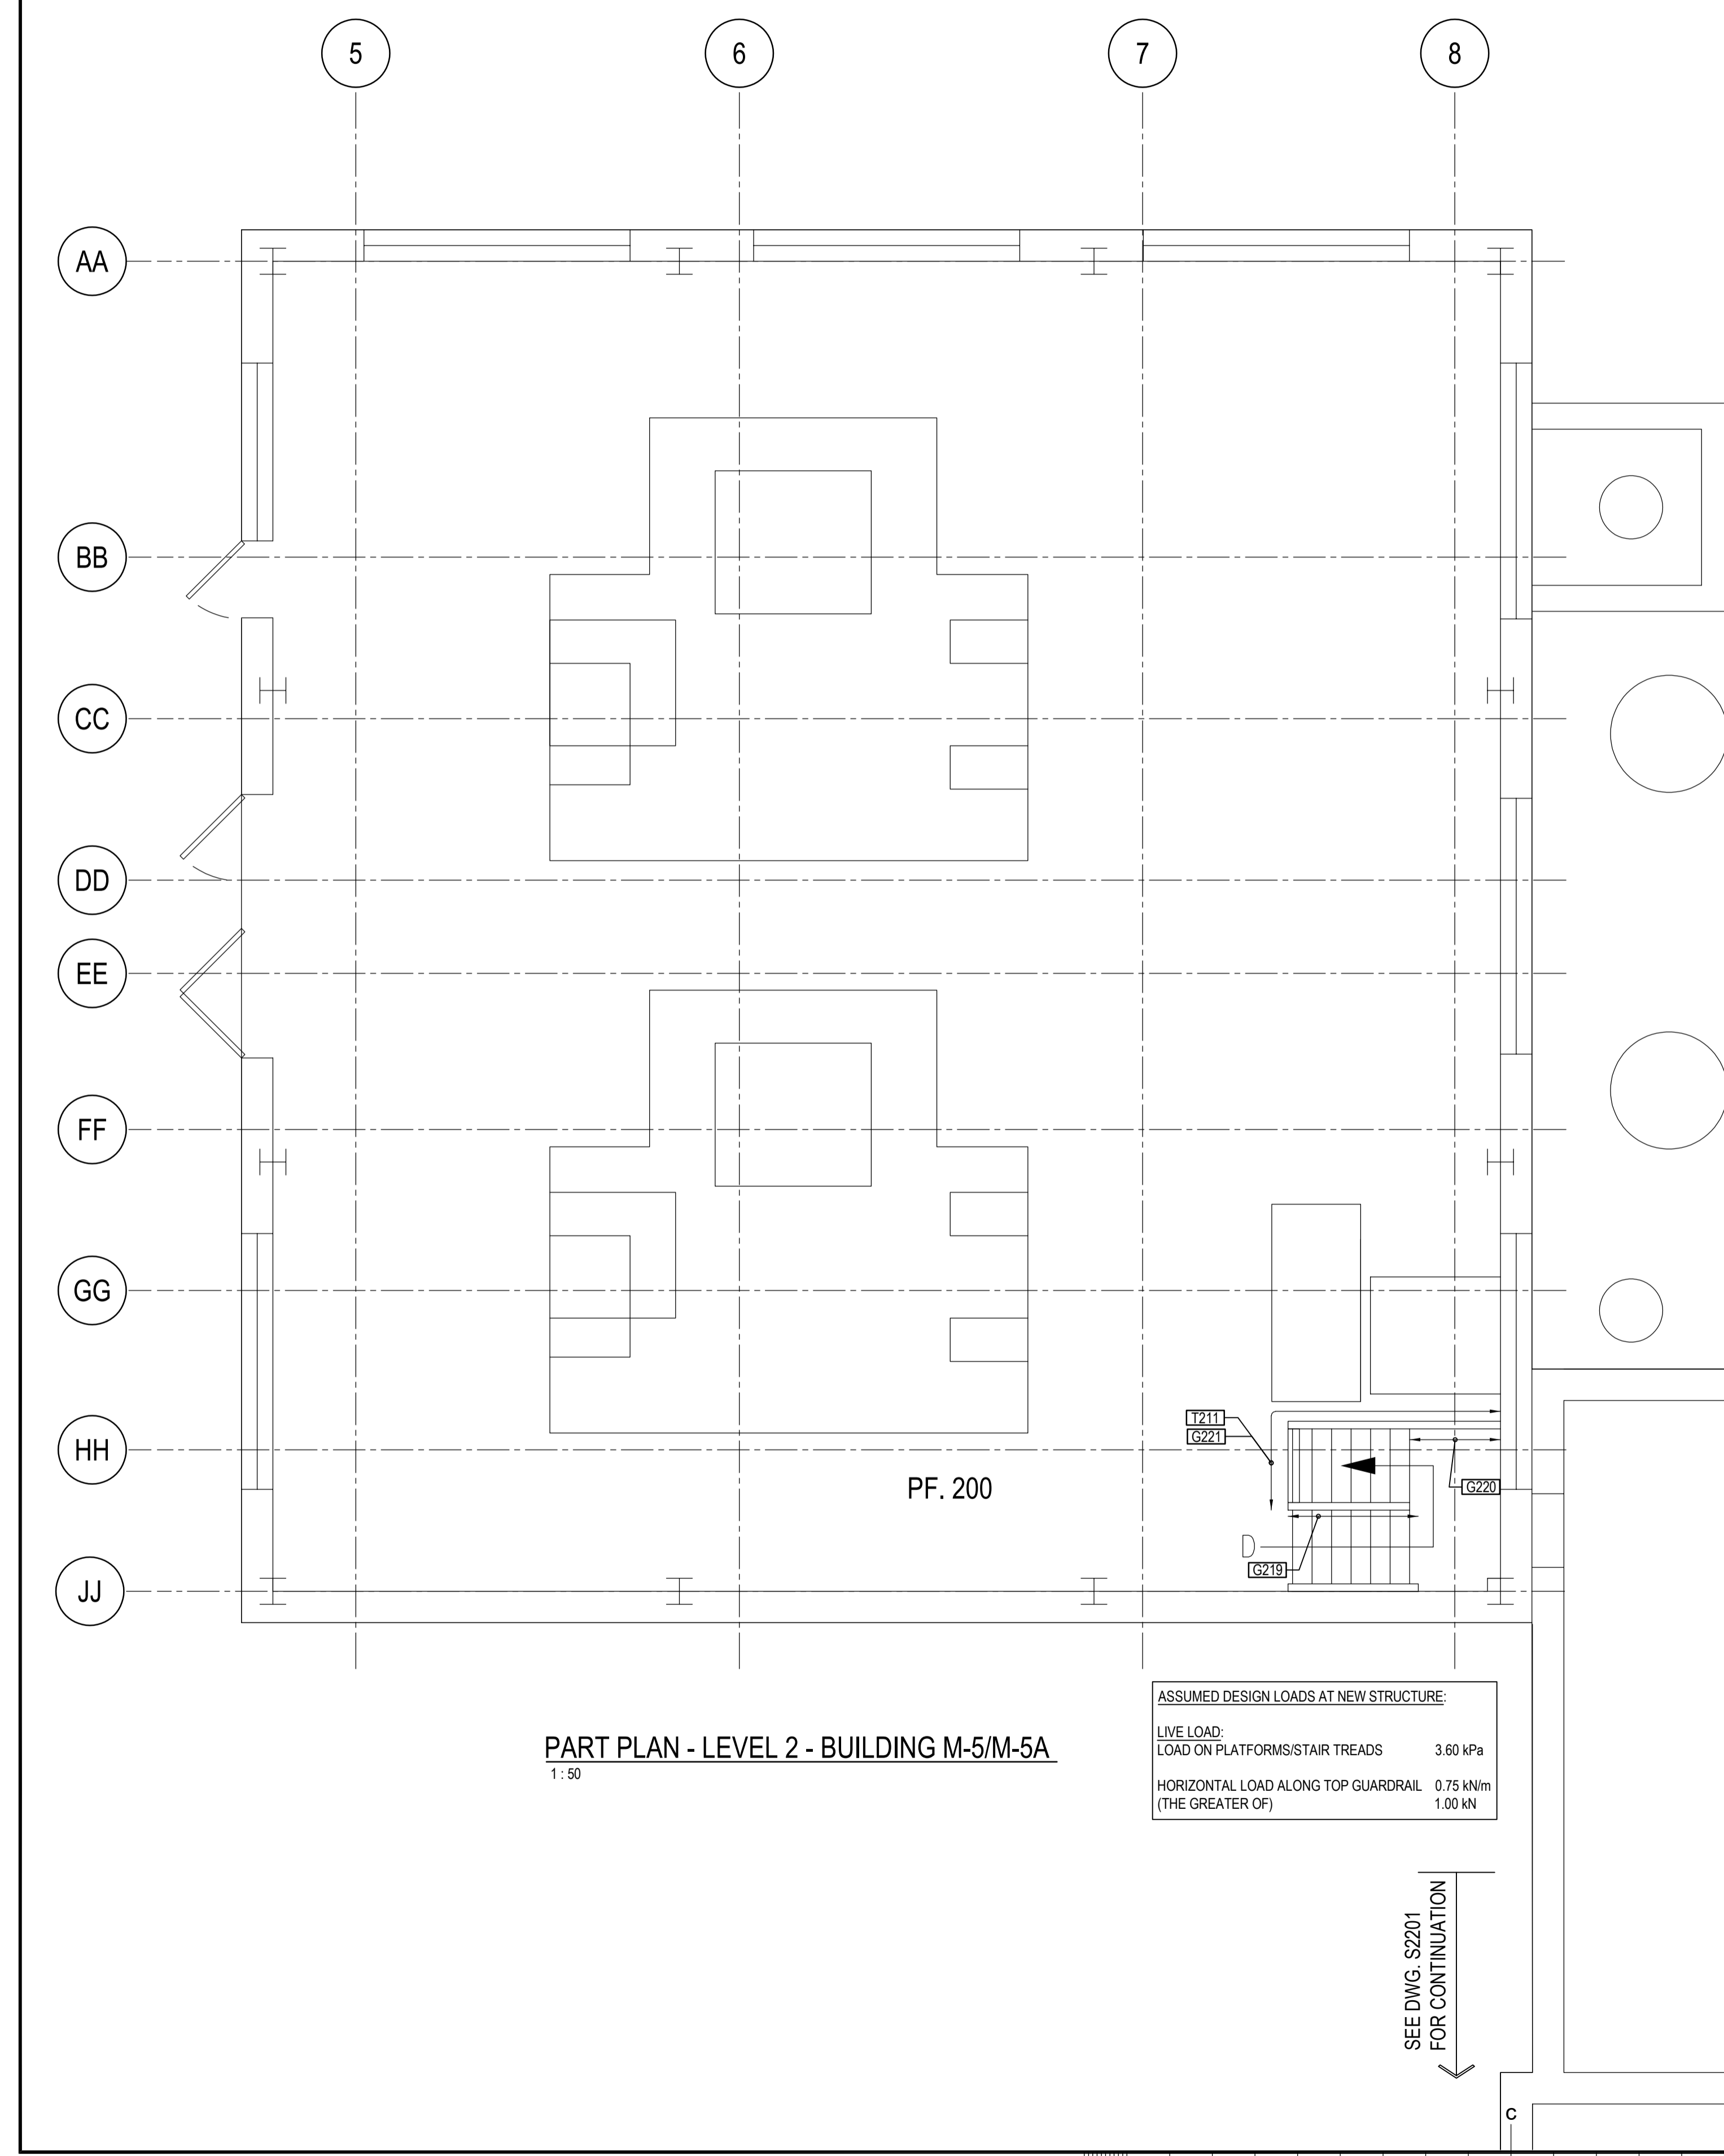 5
6
7
8
AA
BB
CC
DD
EE
FF
GG
HH
JJ
T211
G221
G220
PF. 200
D
G219
PART PLAN - LEVEL 2 - BUILDING M-5/M-5A
1 : 50
ASSUMED DESIGN LOADS AT NEW STRUCTURE:
LIVE LOAD:
LOAD ON PLATFORMS/STAIR TREADS 3.60 kPa
HORIZONTAL LOAD ALONG TOP GUARDRAIL 0.75 kN/m
(THE GREATER OF) 1.00 kN
SEE DWG. S2201
FOR CONTINUATION
C